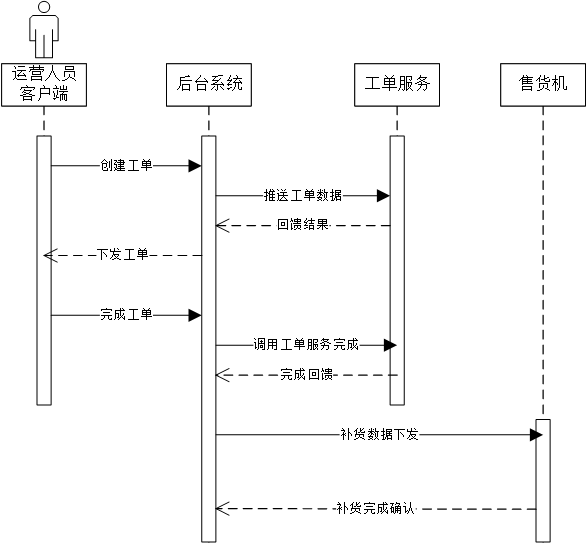 运营人员
客户端
后台系统
工单服务
售货机
创建工单
推送工单数据
回馈结果
下发工单
完成工单
调用工单服务完成
完成回馈
补货数据下发
补货完成确认